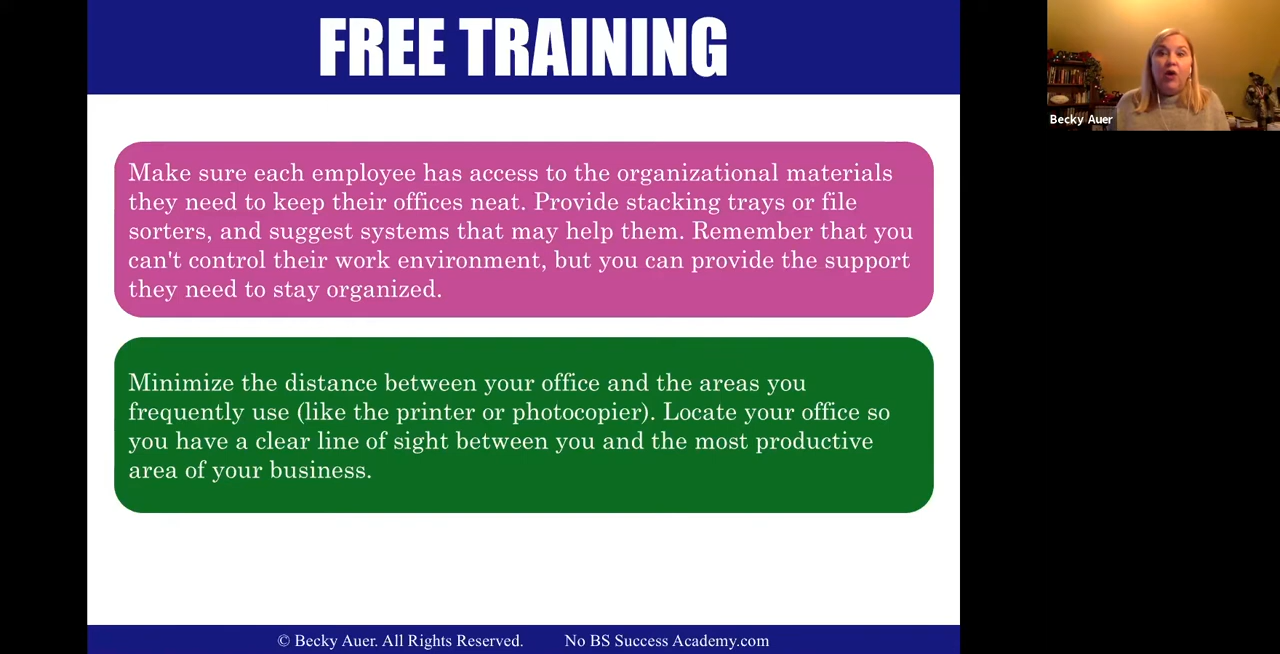 FREE TRAINING
Becky Auer
Make sure each employee has access to the organizational materials
they need to keep their offices neat. Provide stacking trays or file
sorters, and suggest systems that may help them. Remember that you
can't control their work environment, but you can provide the support
they need to stay organized.
Minimize the distance between your office and the areas you
frequently use (like the printer or photocopier). Locate your office so
you have a clear line of sight between you and the most productive
area of your business.
© Becky Auer. All Rights Reserved. No BS Success Academy.com